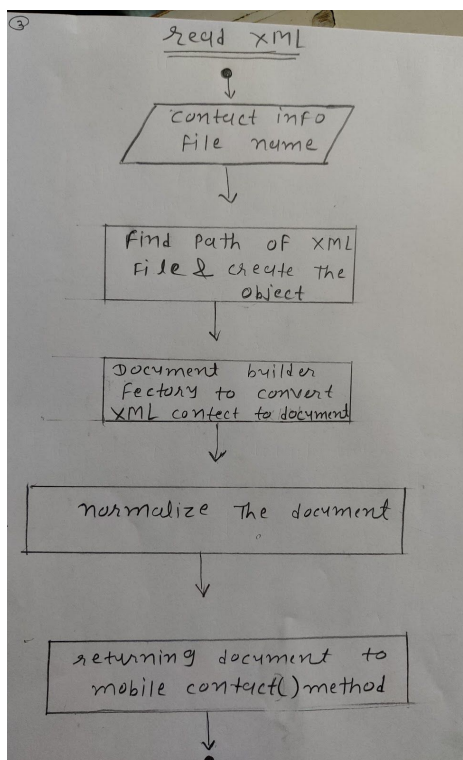 3
read XML
Contact info
File name
Find path of XML
File & create the
object
Document builder
Fectory to convert
XML contect to document
normalize The document
returning document to
mobile contact() method